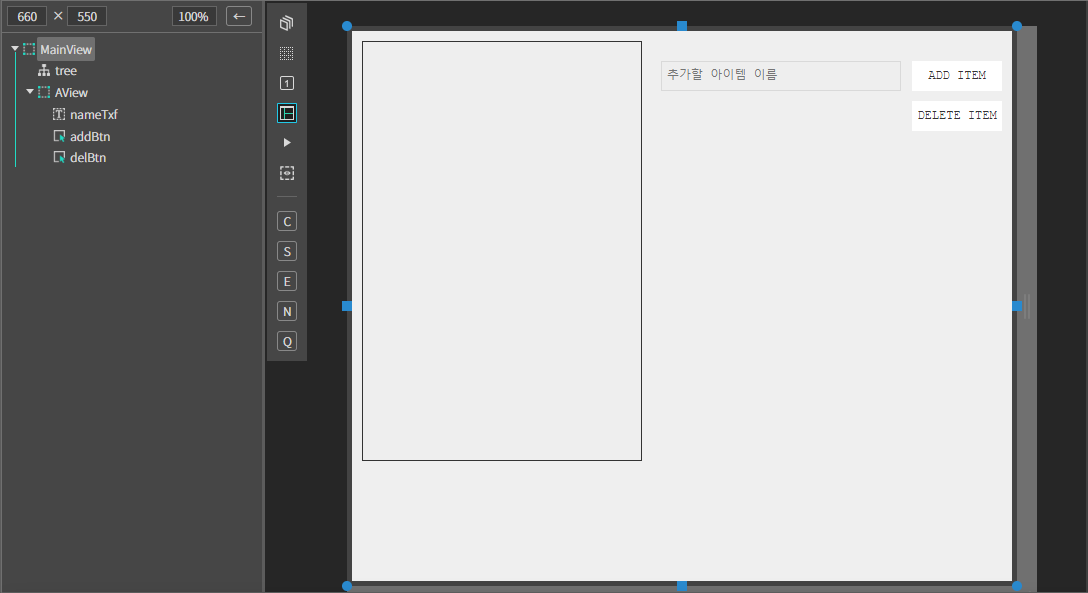 660 × 550 100% ←
MainView
tree
AView
nameTxf
addBtn
delBtn
1
C
S
E
N
Q
추가할 아이템 이름
ADD ITEM
DELETE ITEM